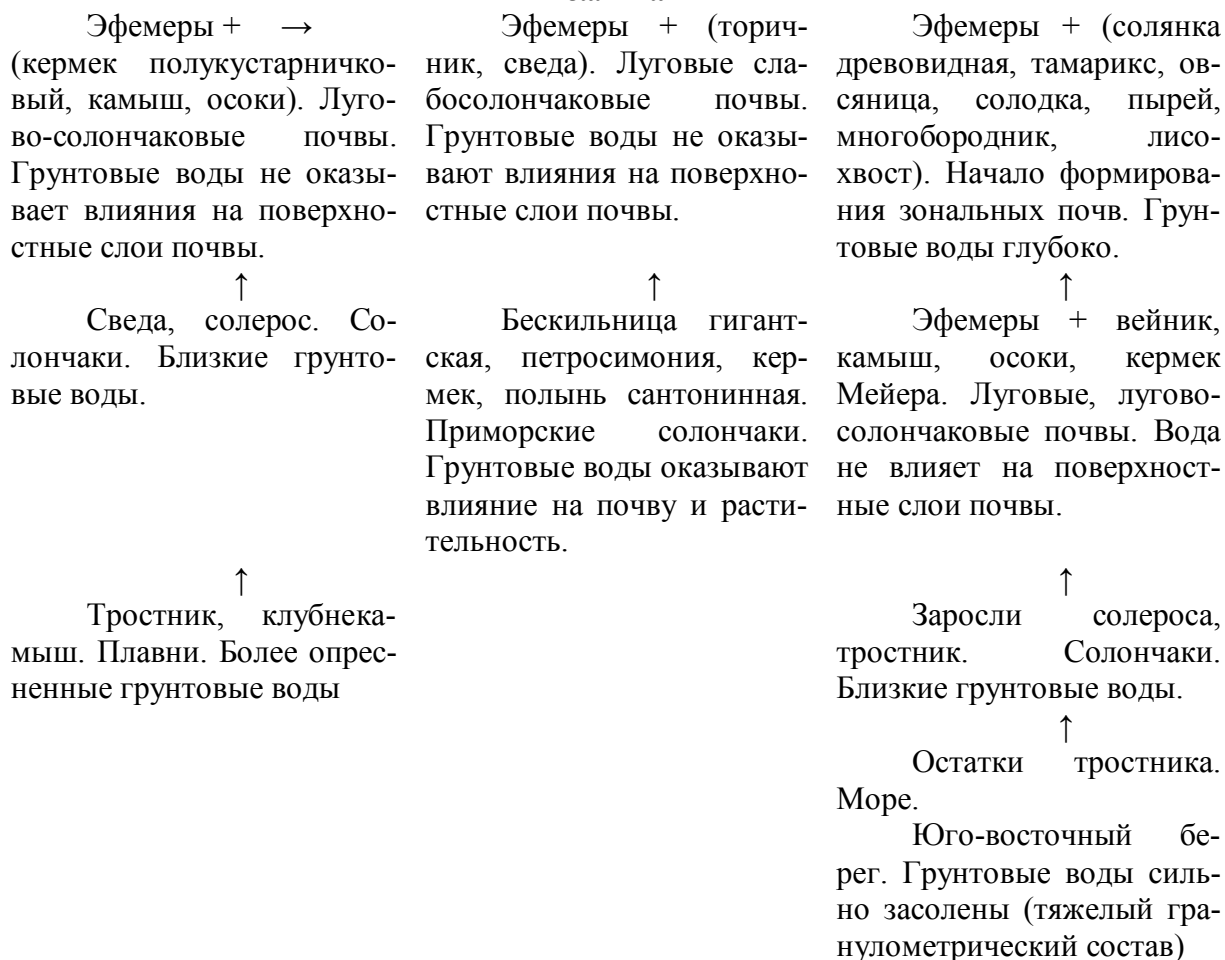 Эфемеры + →
(кермек полукустарничко-
вый, камыш, осоки). Луго-
во-солончаковые почвы.
Грунтовые воды не оказы-
вает влияния на поверхно-
стные слои почвы.
↑
Сведа, солерос. Со-
лончаки. Близкие грунто-
вые воды.
↑
Тростник, клубнека-
мыш. Плавни. Более опрес-
ненные грунтовые воды
Эфемеры + (торич-
ник, сведа). Луговые сла-
босолончаковые почвы.
Грунтовые воды не оказы-
вают влияния на поверхно-
стные слои почвы.
↑
Бескильница гигант-
ская, петросимония, кер-
мек, полынь сантонинная.
Приморские солончаки.
Грунтовые воды оказывают
влияние на почву и расти-
тельность.
Эфемеры + (солянка
древовидная, тамарикс, ов-
сяница, солодка, пырей,
многобородник, лисо-
хвост). Начало формирова-
ния зональных почв. Грун-
товые воды глубоко.
↑
Эфемеры + вейник,
камыш, осоки, кермек
Мейера. Луговые, лугово-
солончаковые почвы. Вода
не влияет на поверхност-
ные слои почвы.
↑
Заросли солероса,
тростник. Солончаки.
Близкие грунтовые воды.
↑
Остатки тростника.
Море.
Юго-восточный бе-
рег. Грунтовые воды силь-
но засолены (тяжелый гра-
нулометрический состав)